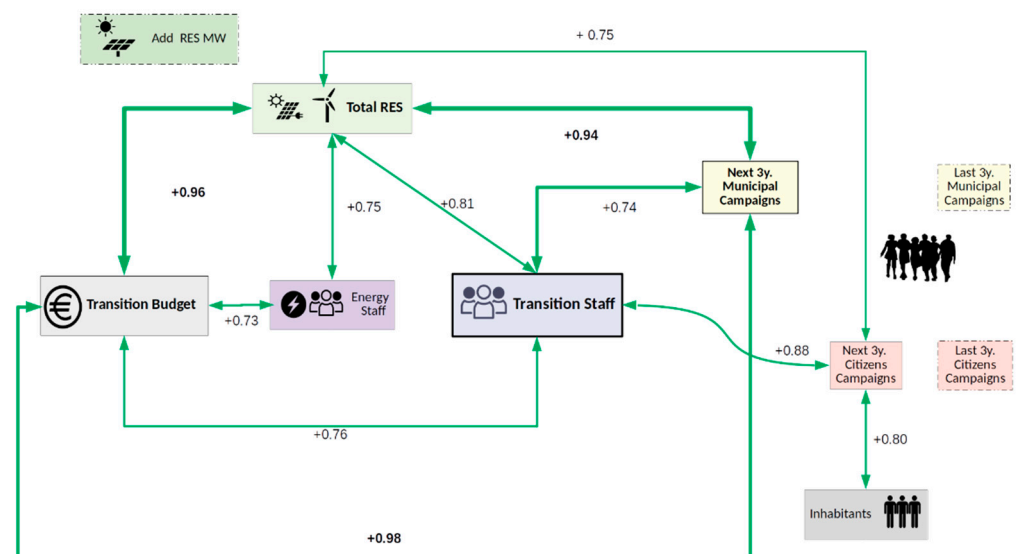 + 0.75
Add RES MW
Total RES
+0.94
Next 3y.
Municipal
Campaigns
Last 3y.
Municipal
Campaigns
+0.96
+0.75
+0.81
+0.74
Transition Budget
Energy
Staff
Transition Staff
+0.73
+0.88
Next 3y.
Citizens
Campaigns
Last 3y.
Citizens
Campaigns
+0.76
+0.80
Inhabitants
+0.98